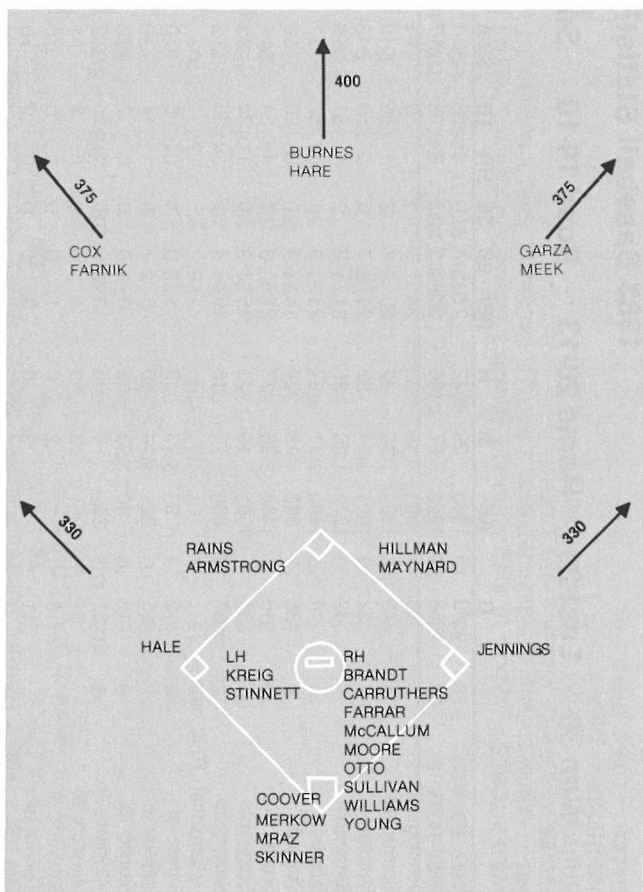 400
BURNES
HARE
375
COX
FARNIK
375
GARZA
MEEK
330
330
RAINS
ARMSTRONG
HILLMAN
MAYNARD
HALE
JENNINGS
LH
KREIG
STINNETT
RH
BRANDT
CARRUTHERS
FARRAR
McCALLUM
MOORE
OTTO
SULLIVAN
WILLIAMS
YOUNG
COOVER
MERKOW
MRAZ
SKINNER